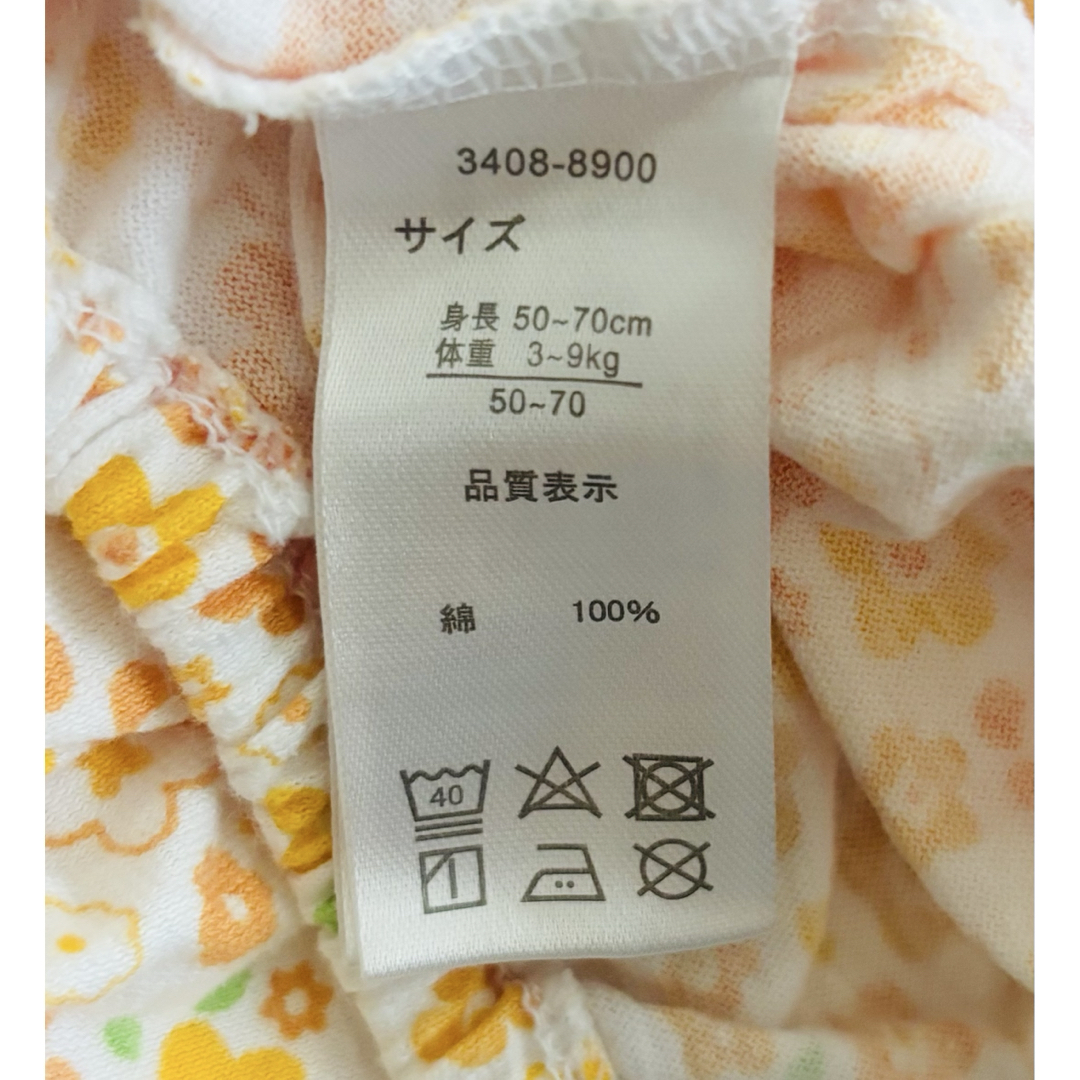 3408-8900
サイズ
身長 50~70cm
体重 3~9kg
50~70
品質表示
綿 100%
40